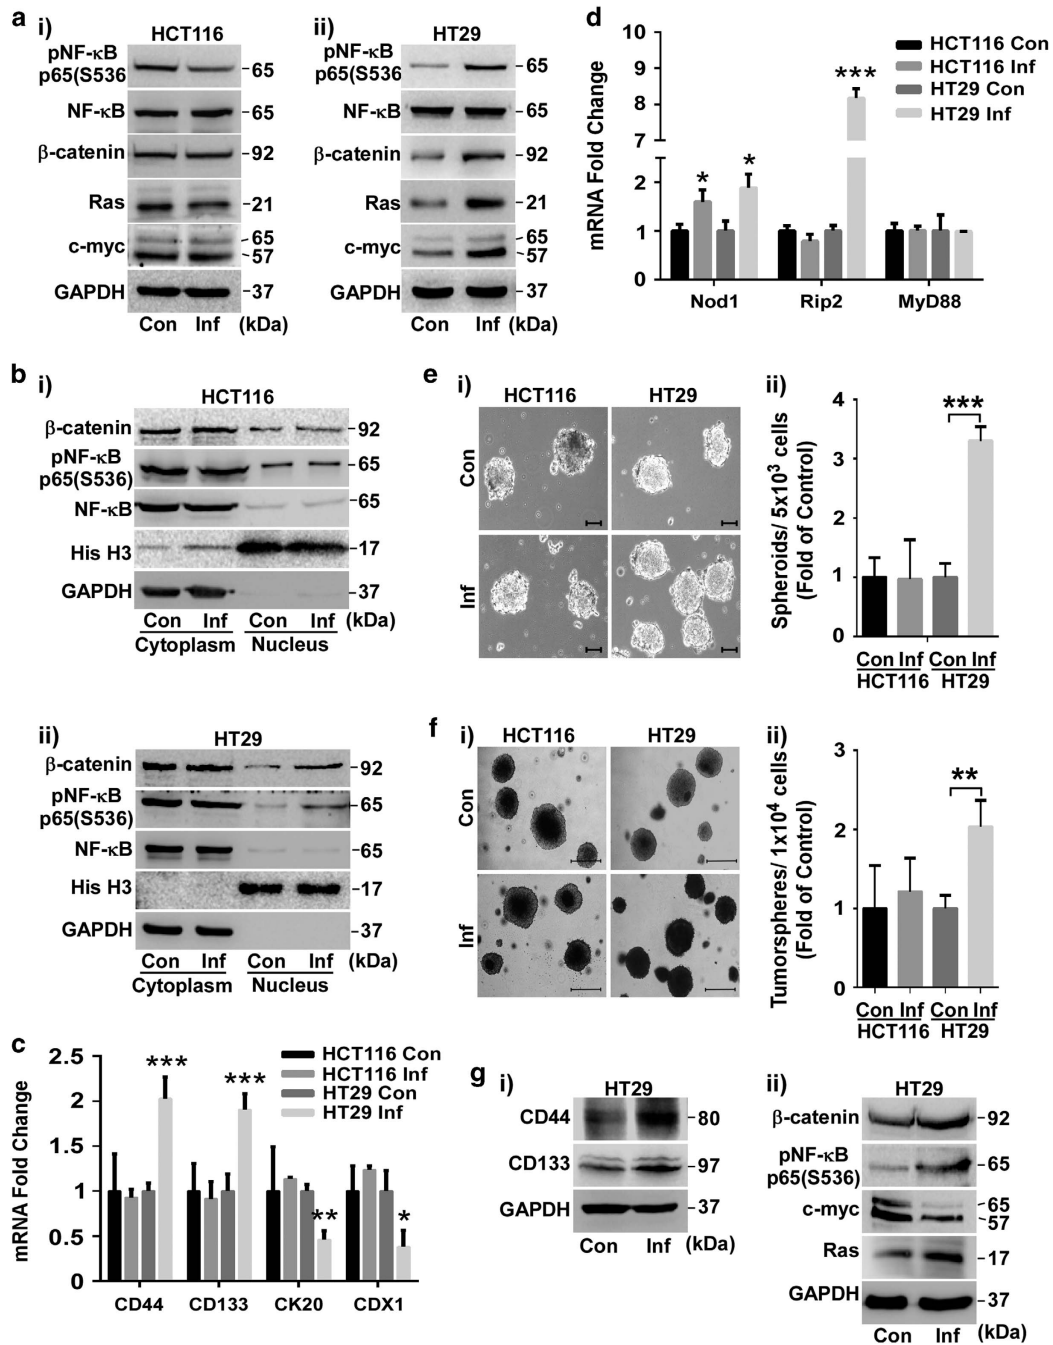 a
i)
HCT116
pNF-κB
p65(S536
65
NF-κB
65
β-catenin
92
Ras
21
c-myc
65
57
GAPDH
37
Con Inf (kDa)
ii)
HT29
pNF-κB
p65(S536
65
NF-κB
65
β-catenin
92
Ras
21
c-myc
65
57
GAPDH
37
Con Inf (kDa)
d
mRNA Fold Change
10
9
8
7
2
1
0
***
*
*
HCT116 Con
HCT116 Inf
HT29 Con
HT29 Inf
Nod1 Rip2 MyD88
b
i)
HCT116
β-catenin
92
pNF-κB
p65(S536)
65
NF-κB
65
His H3
17
GAPDH
37
Con Inf Con Inf (kDa)
Cytoplasm Nucleus
ii)
HT29
β-catenin
92
pNF-κB
p65(S536)
65
NF-κB
65
His H3
17
GAPDH
37
Con Inf Con Inf (kDa)
Cytoplasm Nucleus
e
i)
HCT116 HT29
Con
Inf
ii)
Spheroids/ 5x10³ cells
(Fold of Control)
4
3
2
1
0
***
Con Inf Con Inf
HCT116 HT29
f
i)
HCT116 HT29
Con
Inf
ii)
Tumorspheres/ 1x10⁴ cells
(Fold of Control)
3
2
1
0
**
Con Inf Con Inf
HCT116 HT29
c
mRNA Fold Change
2.5
2
1.5
1
0.5
0
***
***
**
*
HCT116 Con
HCT116 Inf
HT29 Con
HT29 Inf
CD44 CD133 CK20 CDX1
g
i)
HT29
CD44
80
CD133
97
GAPDH
37
Con Inf (kDa)
ii)
HT29
β-catenin
92
pNF-κB
p65(S536)
65
c-myc
65
57
Ras
17
GAPDH
37
Con Inf (kDa)